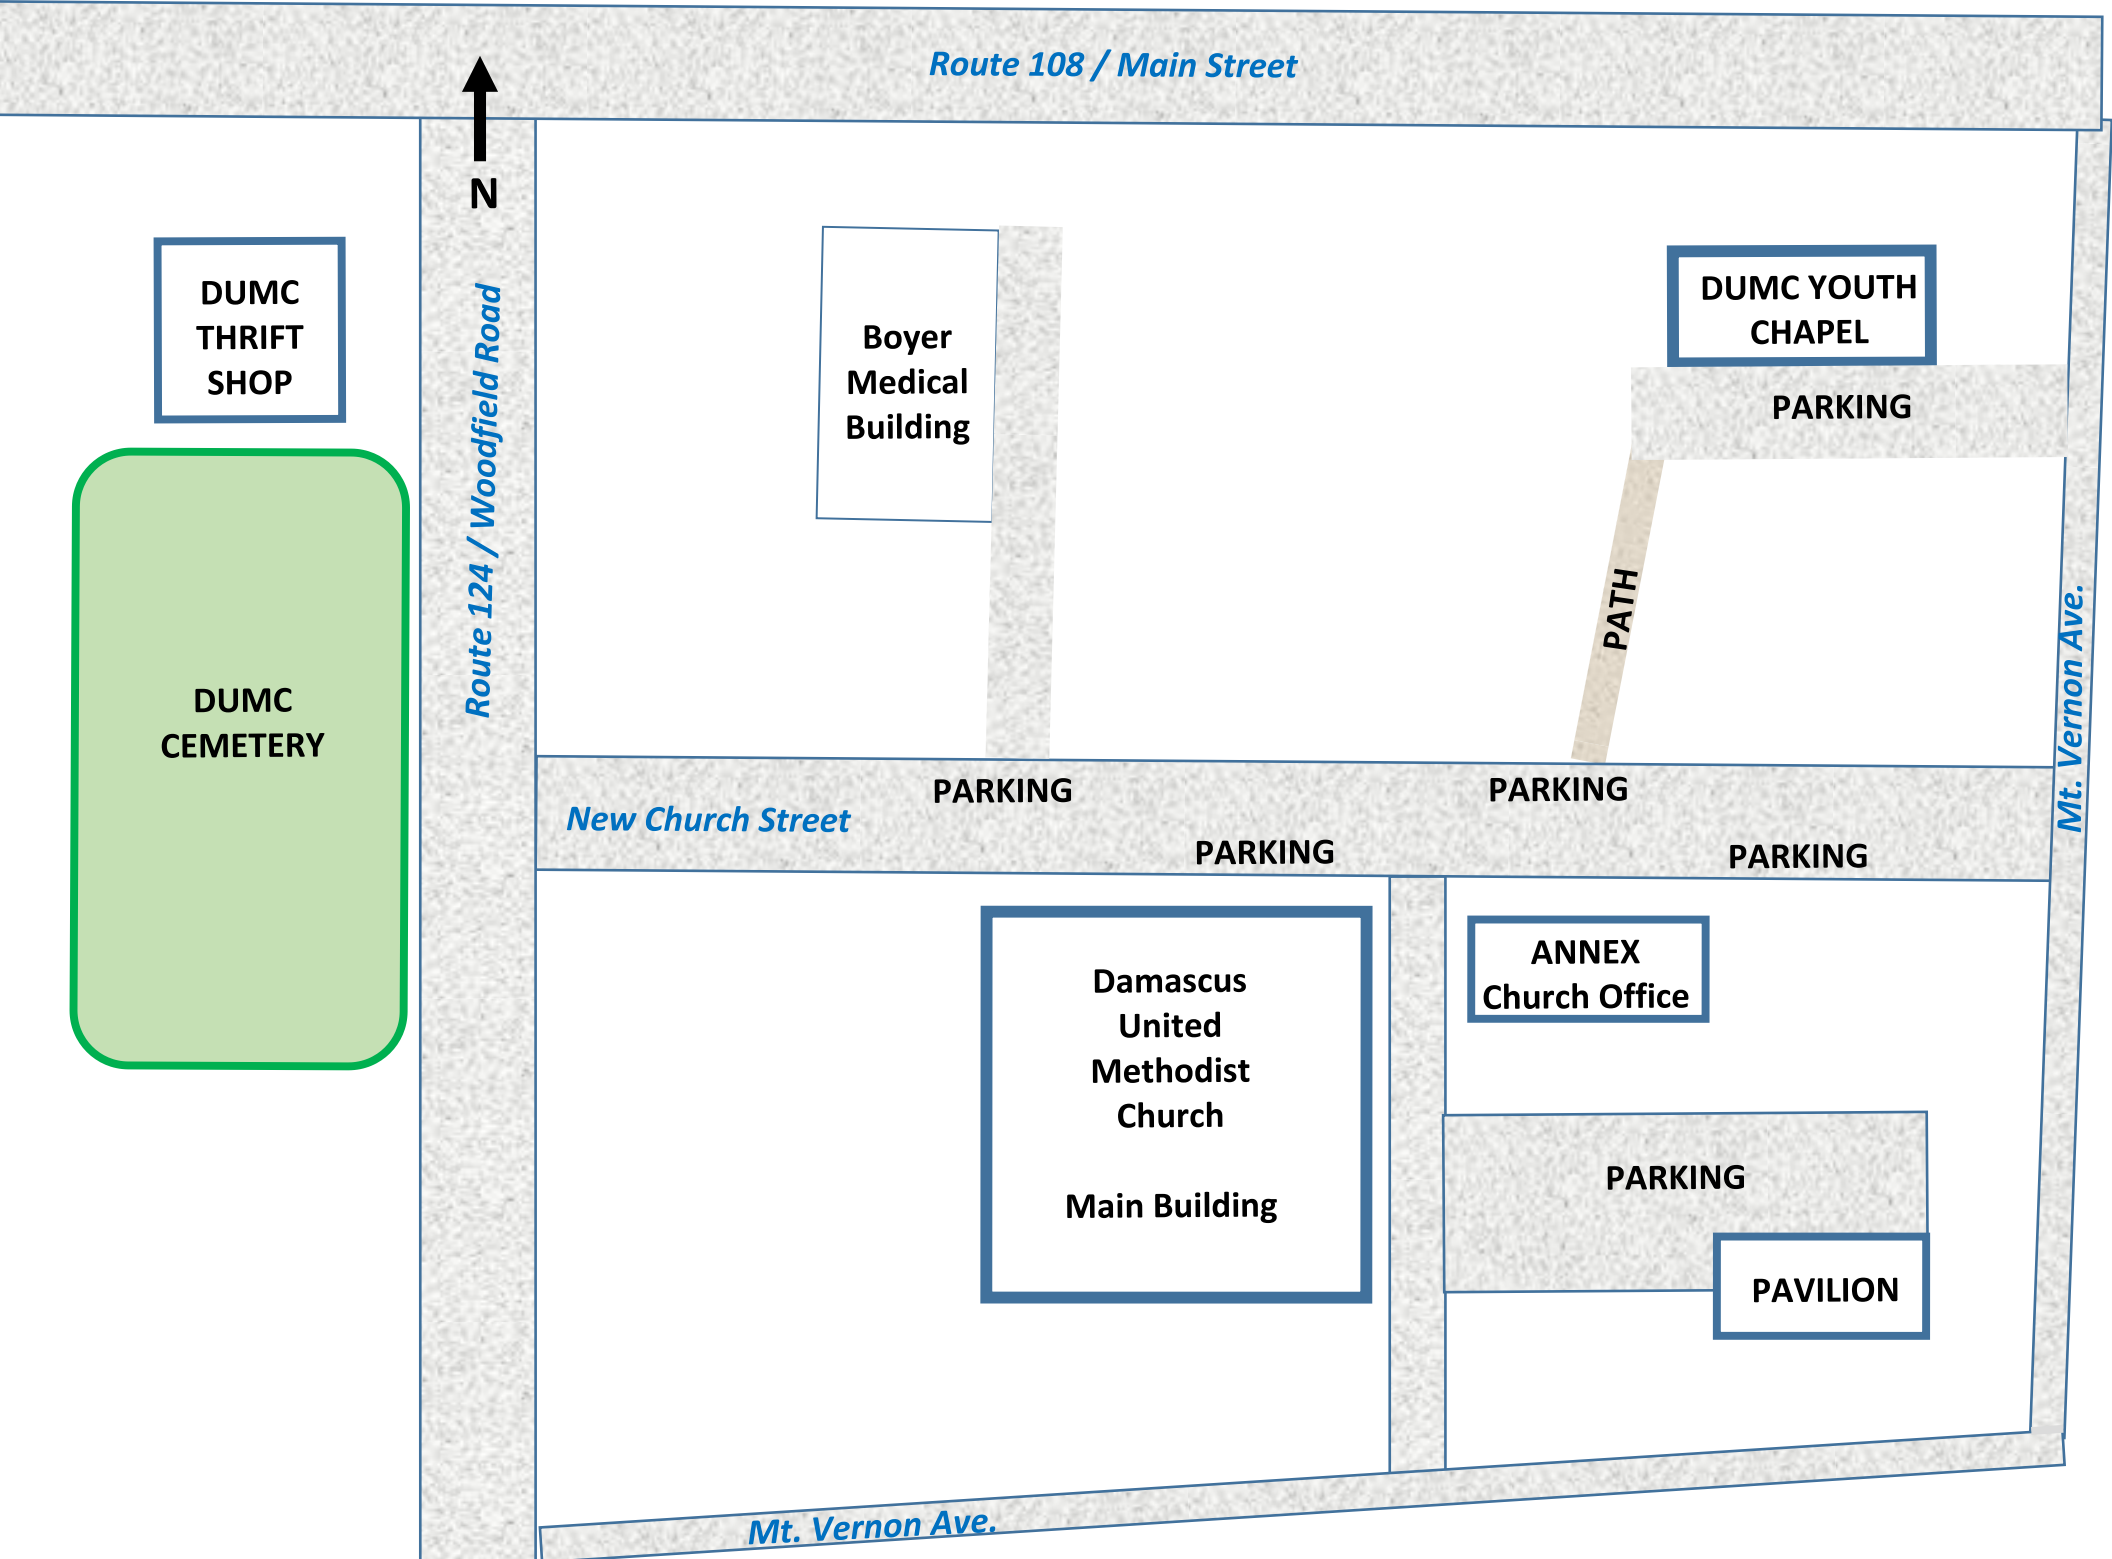 Route 108 / Main Street
N
DUMC
THRIFT
SHOP
Route 124 / Woodfield Road
Boyer
Medical
Building
DUMC YOUTH
CHAPEL
PARKING
PATH
Mt. Vernon Ave.
DUMC
CEMETERY
PARKING
PARKING
New Church Street
PARKING
PARKING
Damascus
United
Methodist
Church
Main Building
ANNEX
Church Office
PARKING
PAVILION
Mt. Vernon Ave.